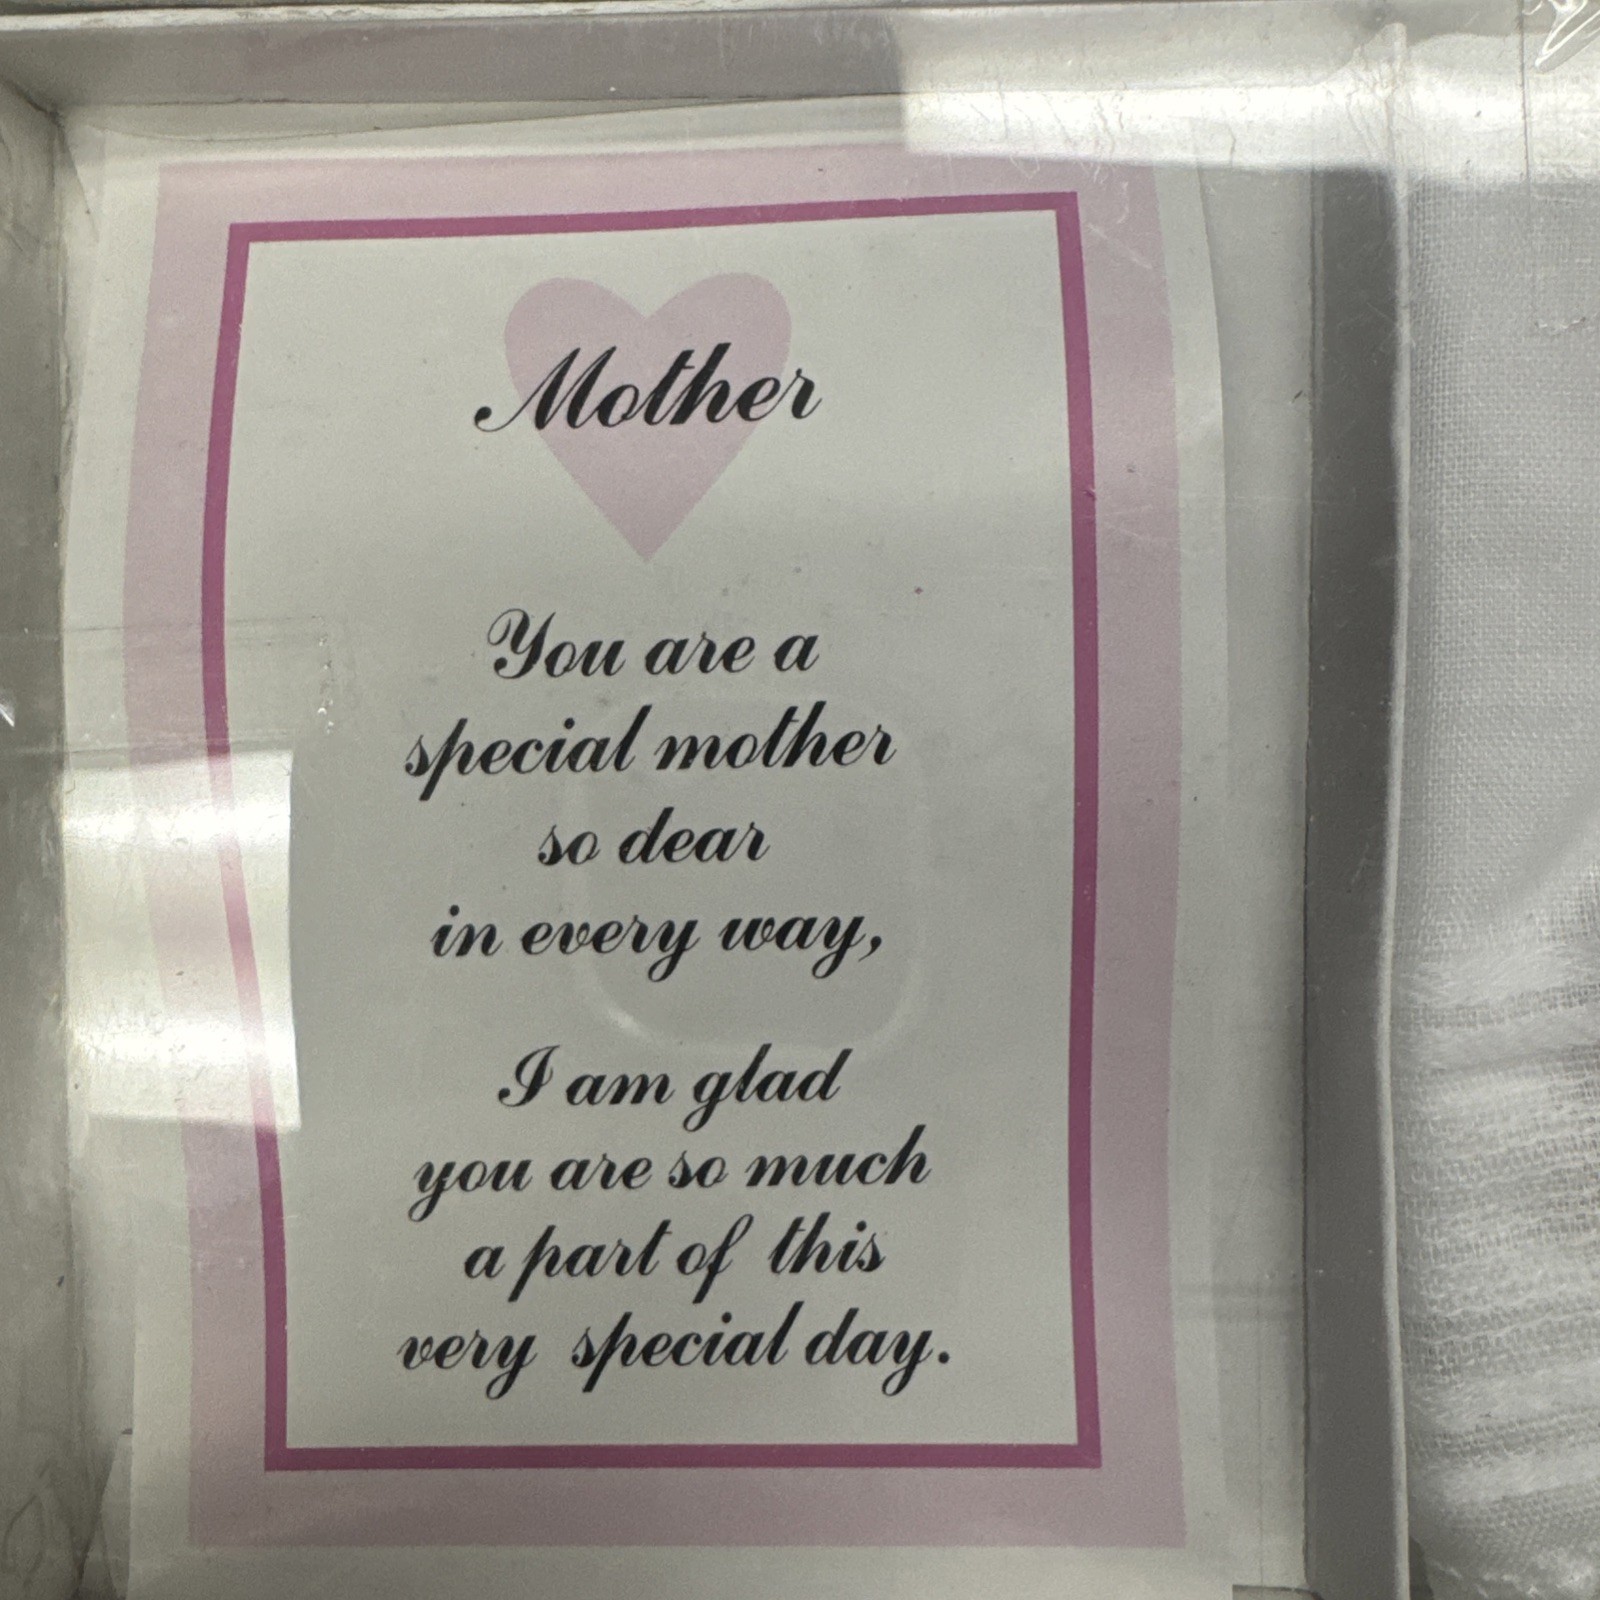 Mother
You are a
special mother
so dear
in every way,
I am glad
you are so much
a part of this
very special day.